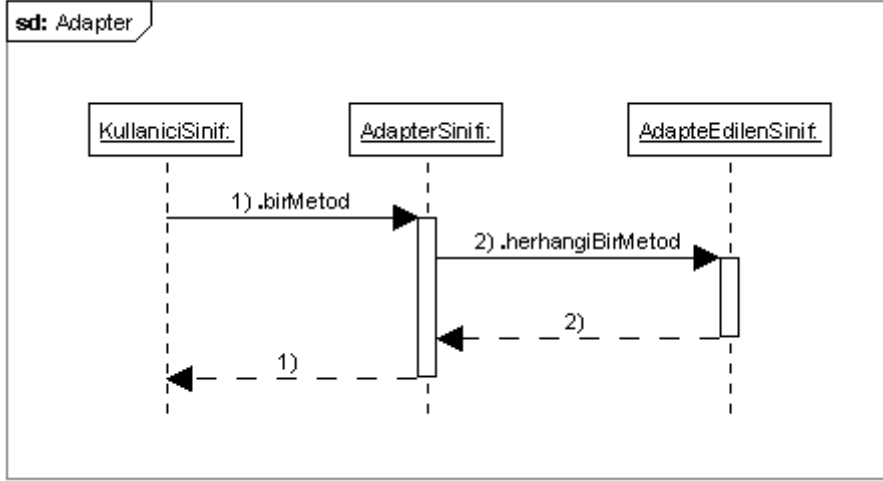 sd: Adapter
KullaniciSinif:
AdapterSinifi:
AdapteEdilenSinif:
1) .birMetod
2) .herhangiBirMetod
2)
1)